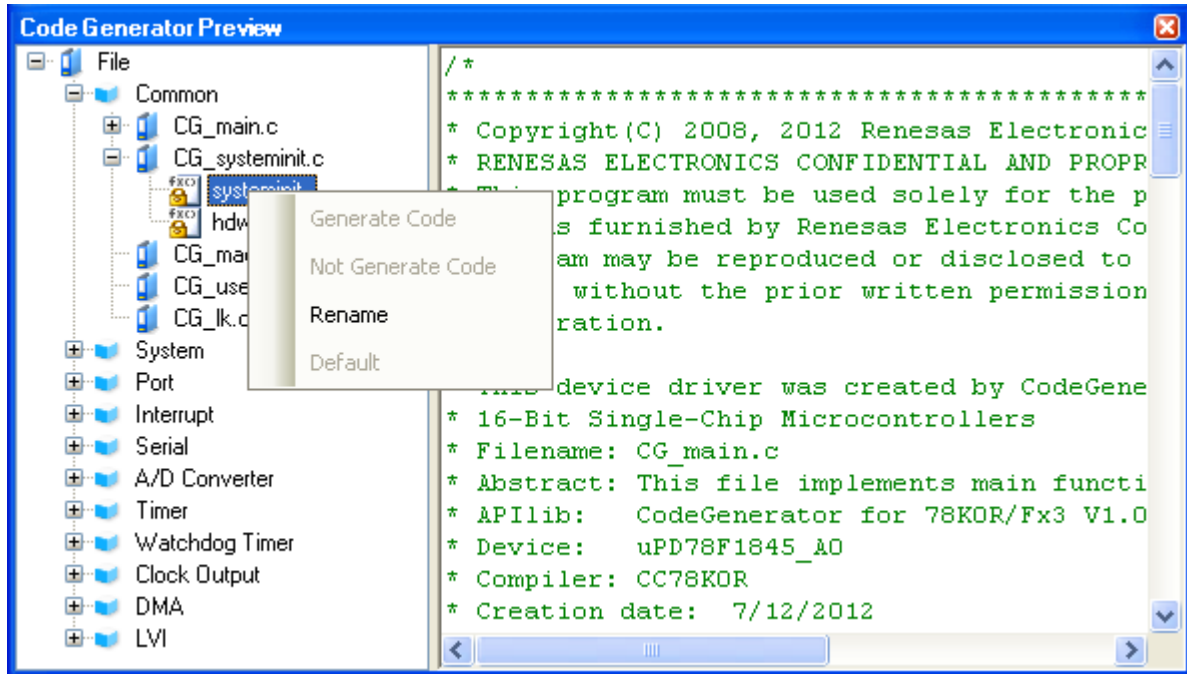 Code Generator Preview
File
Common
CG_main.c
CG_systeminit.c
systeminit
hdw
CG_mac
CG_use
CG_lk.c
System
Port
Interrupt
Serial
A/D Converter
Timer
Watchdog Timer
Clock Output
DMA
LVI
Generate Code
Not Generate Code
Rename
Default
/*
*******************************************
* Copyright(C) 2008, 2012 Renesas Electronic
* RENESAS ELECTRONICS CONFIDENTIAL AND PROPR
* This program must be used solely for the p
s furnished by Renesas Electronics Co
am may be reproduced or disclosed to
without the prior written permission
ration.
This device driver was created by CodeGene
* 16-Bit Single-Chip Microcontrollers
* Filename: CG_main.c
* Abstract: This file implements main functi
* APIlib: CodeGenerator for 78K0R/Fx3 V1.0
* Device: uPD78F1845_A0
* Compiler: CC78K0R
* Creation date: 7/12/2012